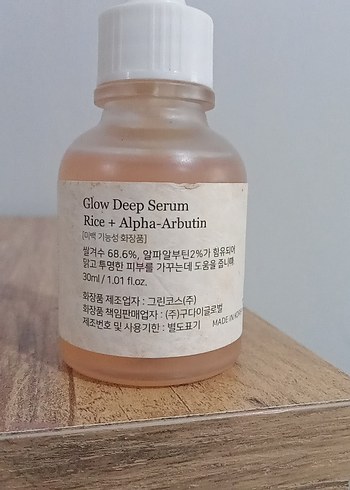 Glow Deep Serum
Rice + Alpha-Arbutin
[미백 기능성 화장품]
쌀겨수 68.6%, 알파알부틴2%가 함유되어
맑고 투명한 피부를 가꾸는데 도움을 줍니다
30ml / 1.01 fl.oz.
화장품 제조업자 : 그린코스(주)
화장품 책임판매업자 : (주)구다이글로벌
제조번호 및 사용기한 : 별도표기
MADE IN KOREA